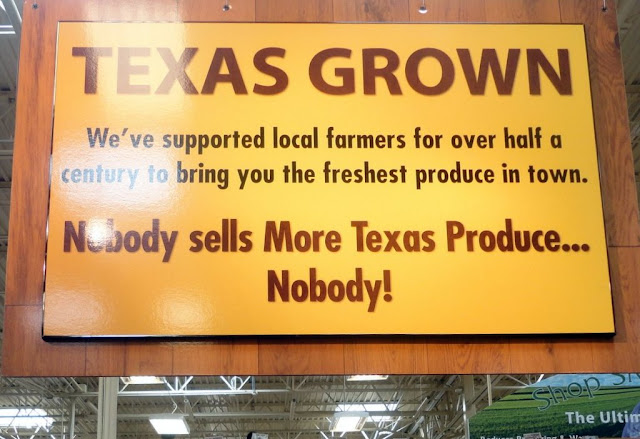 TEXAS GROWN
We've supported local farmers for over half a
century to bring you the freshest produce in town.
Nobody sells More Texas Produce...
Nobody!
Shop
The Ultim